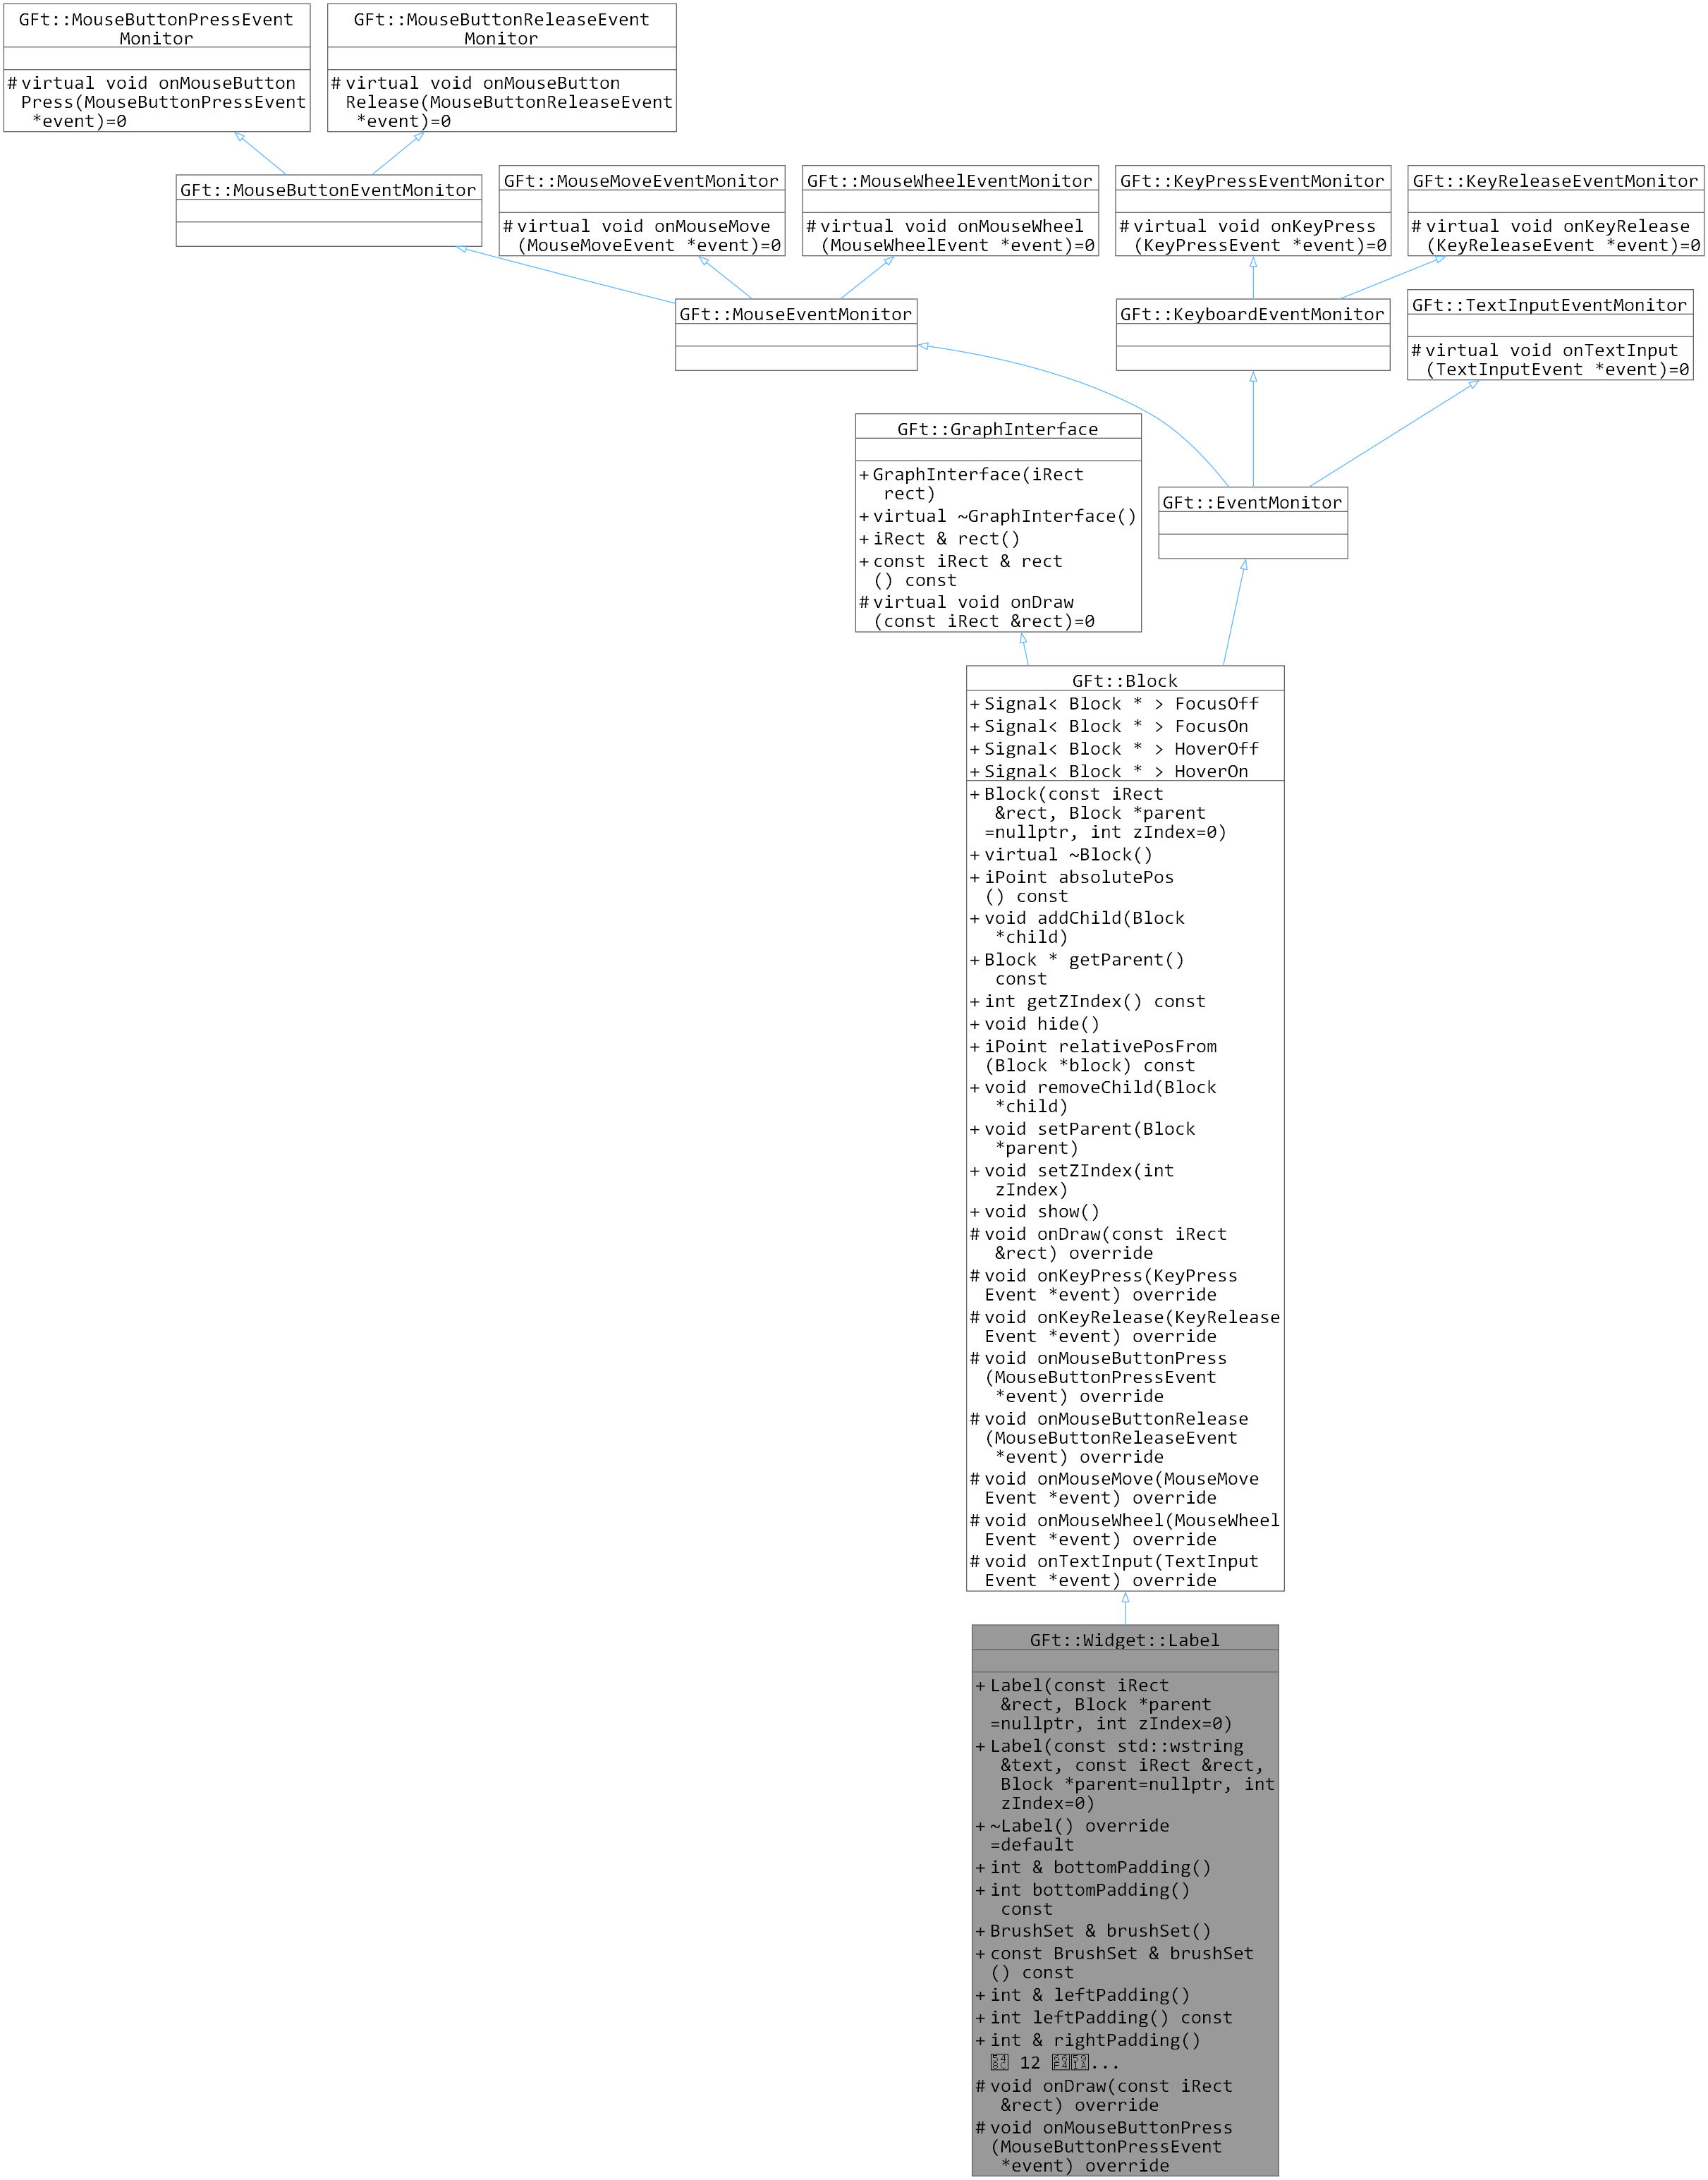 GFt::MouseButtonPressEvent
Monitor
# virtual void onMouseButton
Press(MouseButtonPressEvent
*event)=0
GFt::MouseButtonReleaseEvent
Monitor
# virtual void onMouseButton
Release(MouseButtonReleaseEvent
*event)=0
GFt::MouseButtonEventMonitor
GFt::MouseMoveEventMonitor
# virtual void onMouseMove
(MouseMoveEvent *event)=0
GFt::MouseWheelEventMonitor
# virtual void onMouseWheel
(MouseWheelEvent *event)=0
GFt::KeyPressEventMonitor
# virtual void onKeyPress
(KeyPressEvent *event)=0
GFt::KeyReleaseEventMonitor
# virtual void onKeyRelease
(KeyReleaseEvent *event)=0
GFt::MouseEventMonitor
GFt::KeyboardEventMonitor
GFt::TextInputEventMonitor
# virtual void onTextInput
(TextInputEvent *event)=0
GFt::GraphInterface
+ GraphInterface(iRect
rect)
+ virtual ~GraphInterface()
+ iRect & rect()
+ const iRect & rect
() const
# virtual void onDraw
(const iRect &rect)=0
GFt::EventMonitor
GFt::Block
+ Signal< Block * > FocusOff
+ Signal< Block * > FocusOn
+ Signal< Block * > HoverOff
+ Signal< Block * > HoverOn
+ Block(const iRect
&rect, Block *parent
=nullptr, int zIndex=0)
+ virtual ~Block()
+ iPoint absolutePos
() const
+ void addChild(Block
*child)
+ Block * getParent()
const
+ int getZIndex() const
+ void hide()
+ iPoint relativePosFrom
(Block *block) const
+ void removeChild(Block
*child)
+ void setParent(Block
*parent)
+ void setZIndex(int
zIndex)
+ void show()
# void onDraw(const iRect
&rect) override
# void onKeyPress(KeyPress
Event *event) override
# void onKeyRelease(KeyRelease
Event *event) override
# void onMouseButtonPress
(MouseButtonPressEvent
*event) override
# void onMouseButtonRelease
(MouseButtonReleaseEvent
*event) override
# void onMouseMove(MouseMove
Event *event) override
# void onMouseWheel(MouseWheel
Event *event) override
# void onTextInput(TextInput
Event *event) override
GFt::Widget::Label
+ Label(const iRect
&rect, Block *parent
=nullptr, int zIndex=0)
+ Label(const std::wstring
&text, const iRect &rect,
Block *parent=nullptr, int
zIndex=0)
+ ~Label() override
=default
+ int & bottomPadding()
+ int bottomPadding()
const
+ BrushSet & brushSet()
+ const BrushSet & brushSet
() const
+ int & leftPadding()
+ int leftPadding() const
+ int & rightPadding()
12 ...
# void onDraw(const iRect
&rect) override
# void onMouseButtonPress
(MouseButtonPressEvent
*event) override